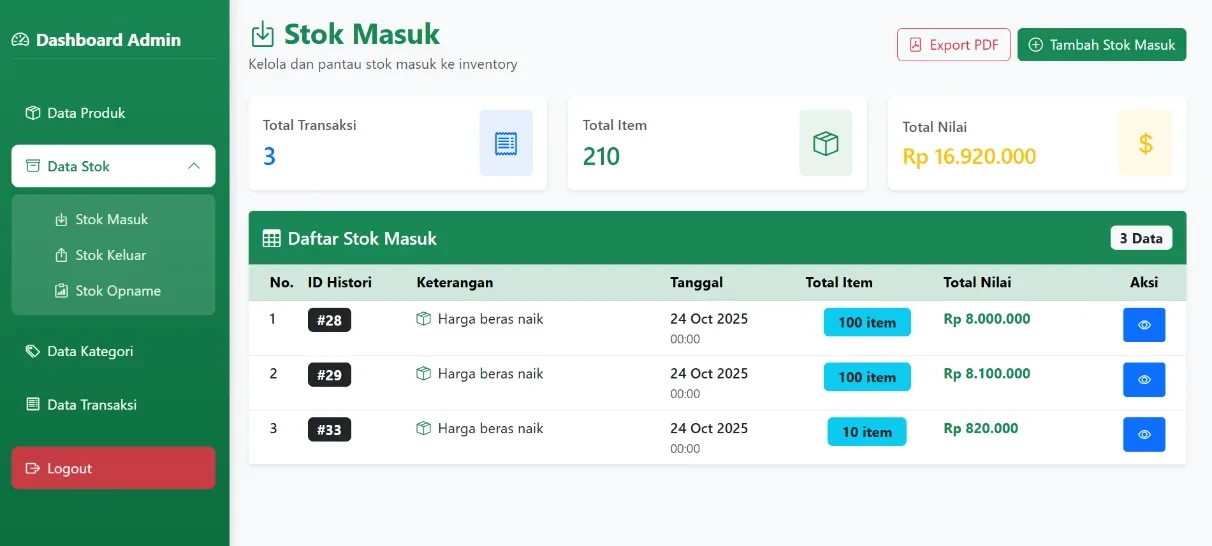 Dashboard Admin
Data Produk
Data Stok
Stok Masuk
Stok Keluar
Stok Opname
Data Kategori
Data Transaksi
Logout
Stok Masuk
Kelola dan pantau stok masuk ke inventory
Export PDF
Tambah Stok Masuk
Total Transaksi
3
Total Item
210
Total Nilai
Rp 16.920.000
$
Daftar Stok Masuk
3 Data
No. ID Histori Keterangan Tanggal Total Item Total Nilai Aksi
1 #28 Harga beras naik 24 Oct 2025 100 item Rp 8.000.000
00:00
2 #29 Harga beras naik 24 Oct 2025 100 item Rp 8.100.000
00:00
3 #33 Harga beras naik 24 Oct 2025 10 item Rp 820.000
00:00